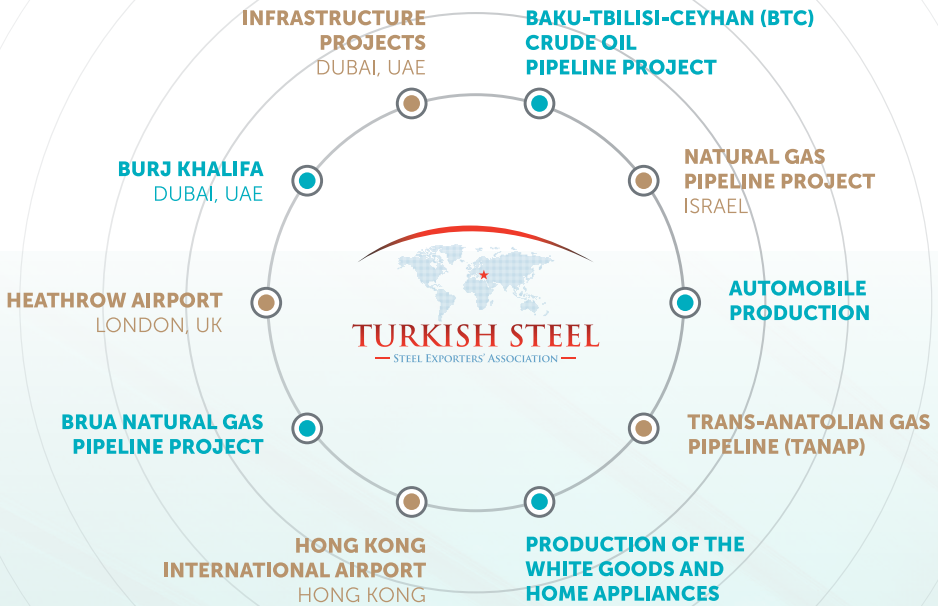 INFRASTRUCTURE
PROJECTS
DUBAI, UAE
BAKU-TBILISI-CEYHAN (BTC)
CRUDE OIL
PIPELINE PROJECT
BURJ KHALIFA
DUBAI, UAE
NATURAL GAS
PIPELINE PROJECT
ISRAEL
HEATHROW AIRPORT
LONDON, UK
AUTOMOBILE
PRODUCTION
TURKISH STEEL
STEEL EXPORTERS' ASSOCIATION
BRUA NATURAL GAS
PIPELINE PROJECT
TRANS-ANATOLIAN GAS
PIPELINE (TANAP)
HONG KONG
INTERNATIONAL AIRPORT
HONG KONG
PRODUCTION OF THE
WHITE GOODS AND
HOME APPLIANCES